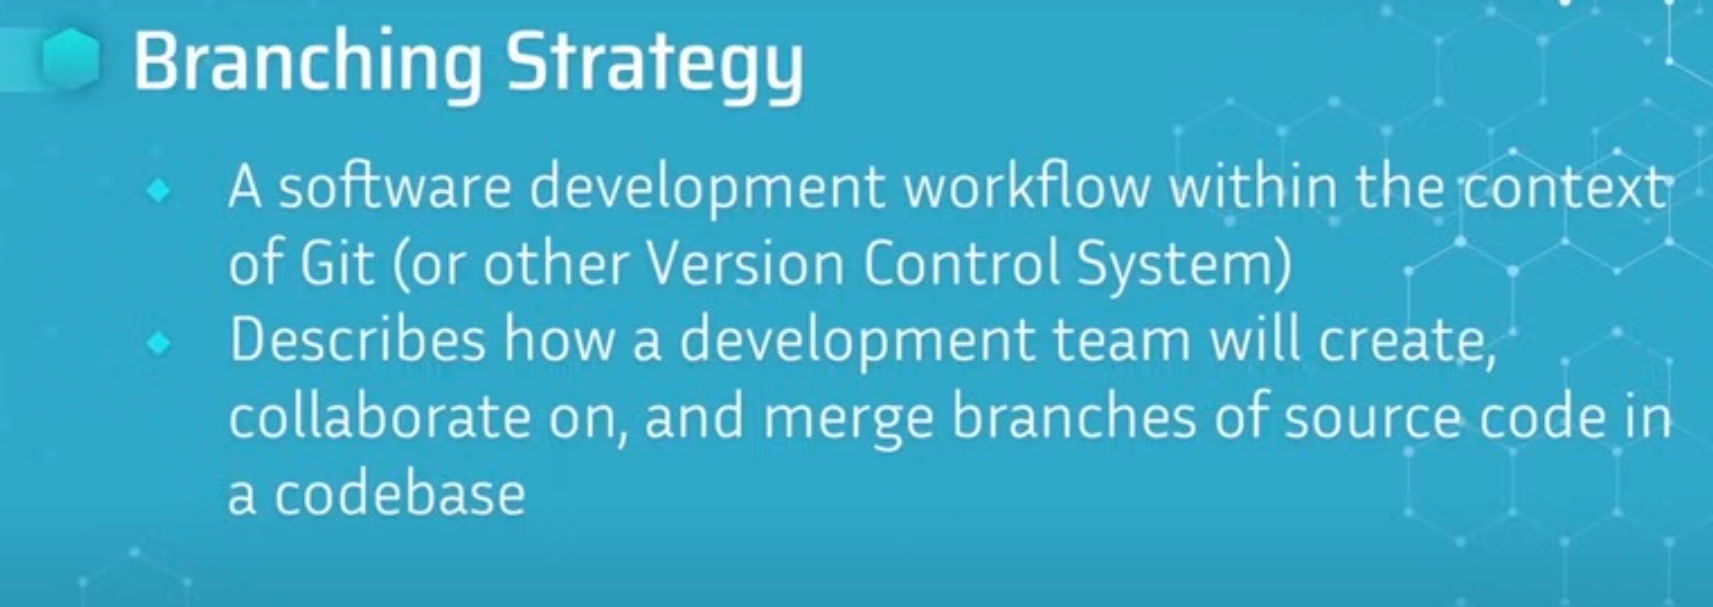 Branching Strategy
A software development workflow within the context
of Git (or other Version Control System)
Describes how a development team will create,
collaborate on, and merge branches of source code in
a codebase